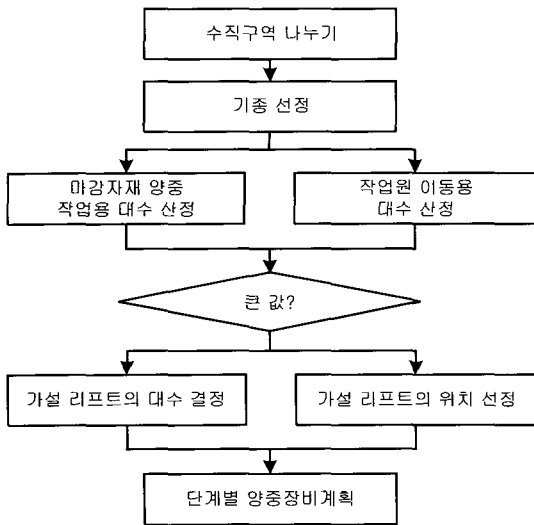 수직구역 나누기
기종 선정
마감자재 양중
작업용 대수 산정
작업원 이동용
대수 산정
큰 값?
가설 리프트의 대수 결정
가설 리프트의 위치 선정
단계별 양중장비계획